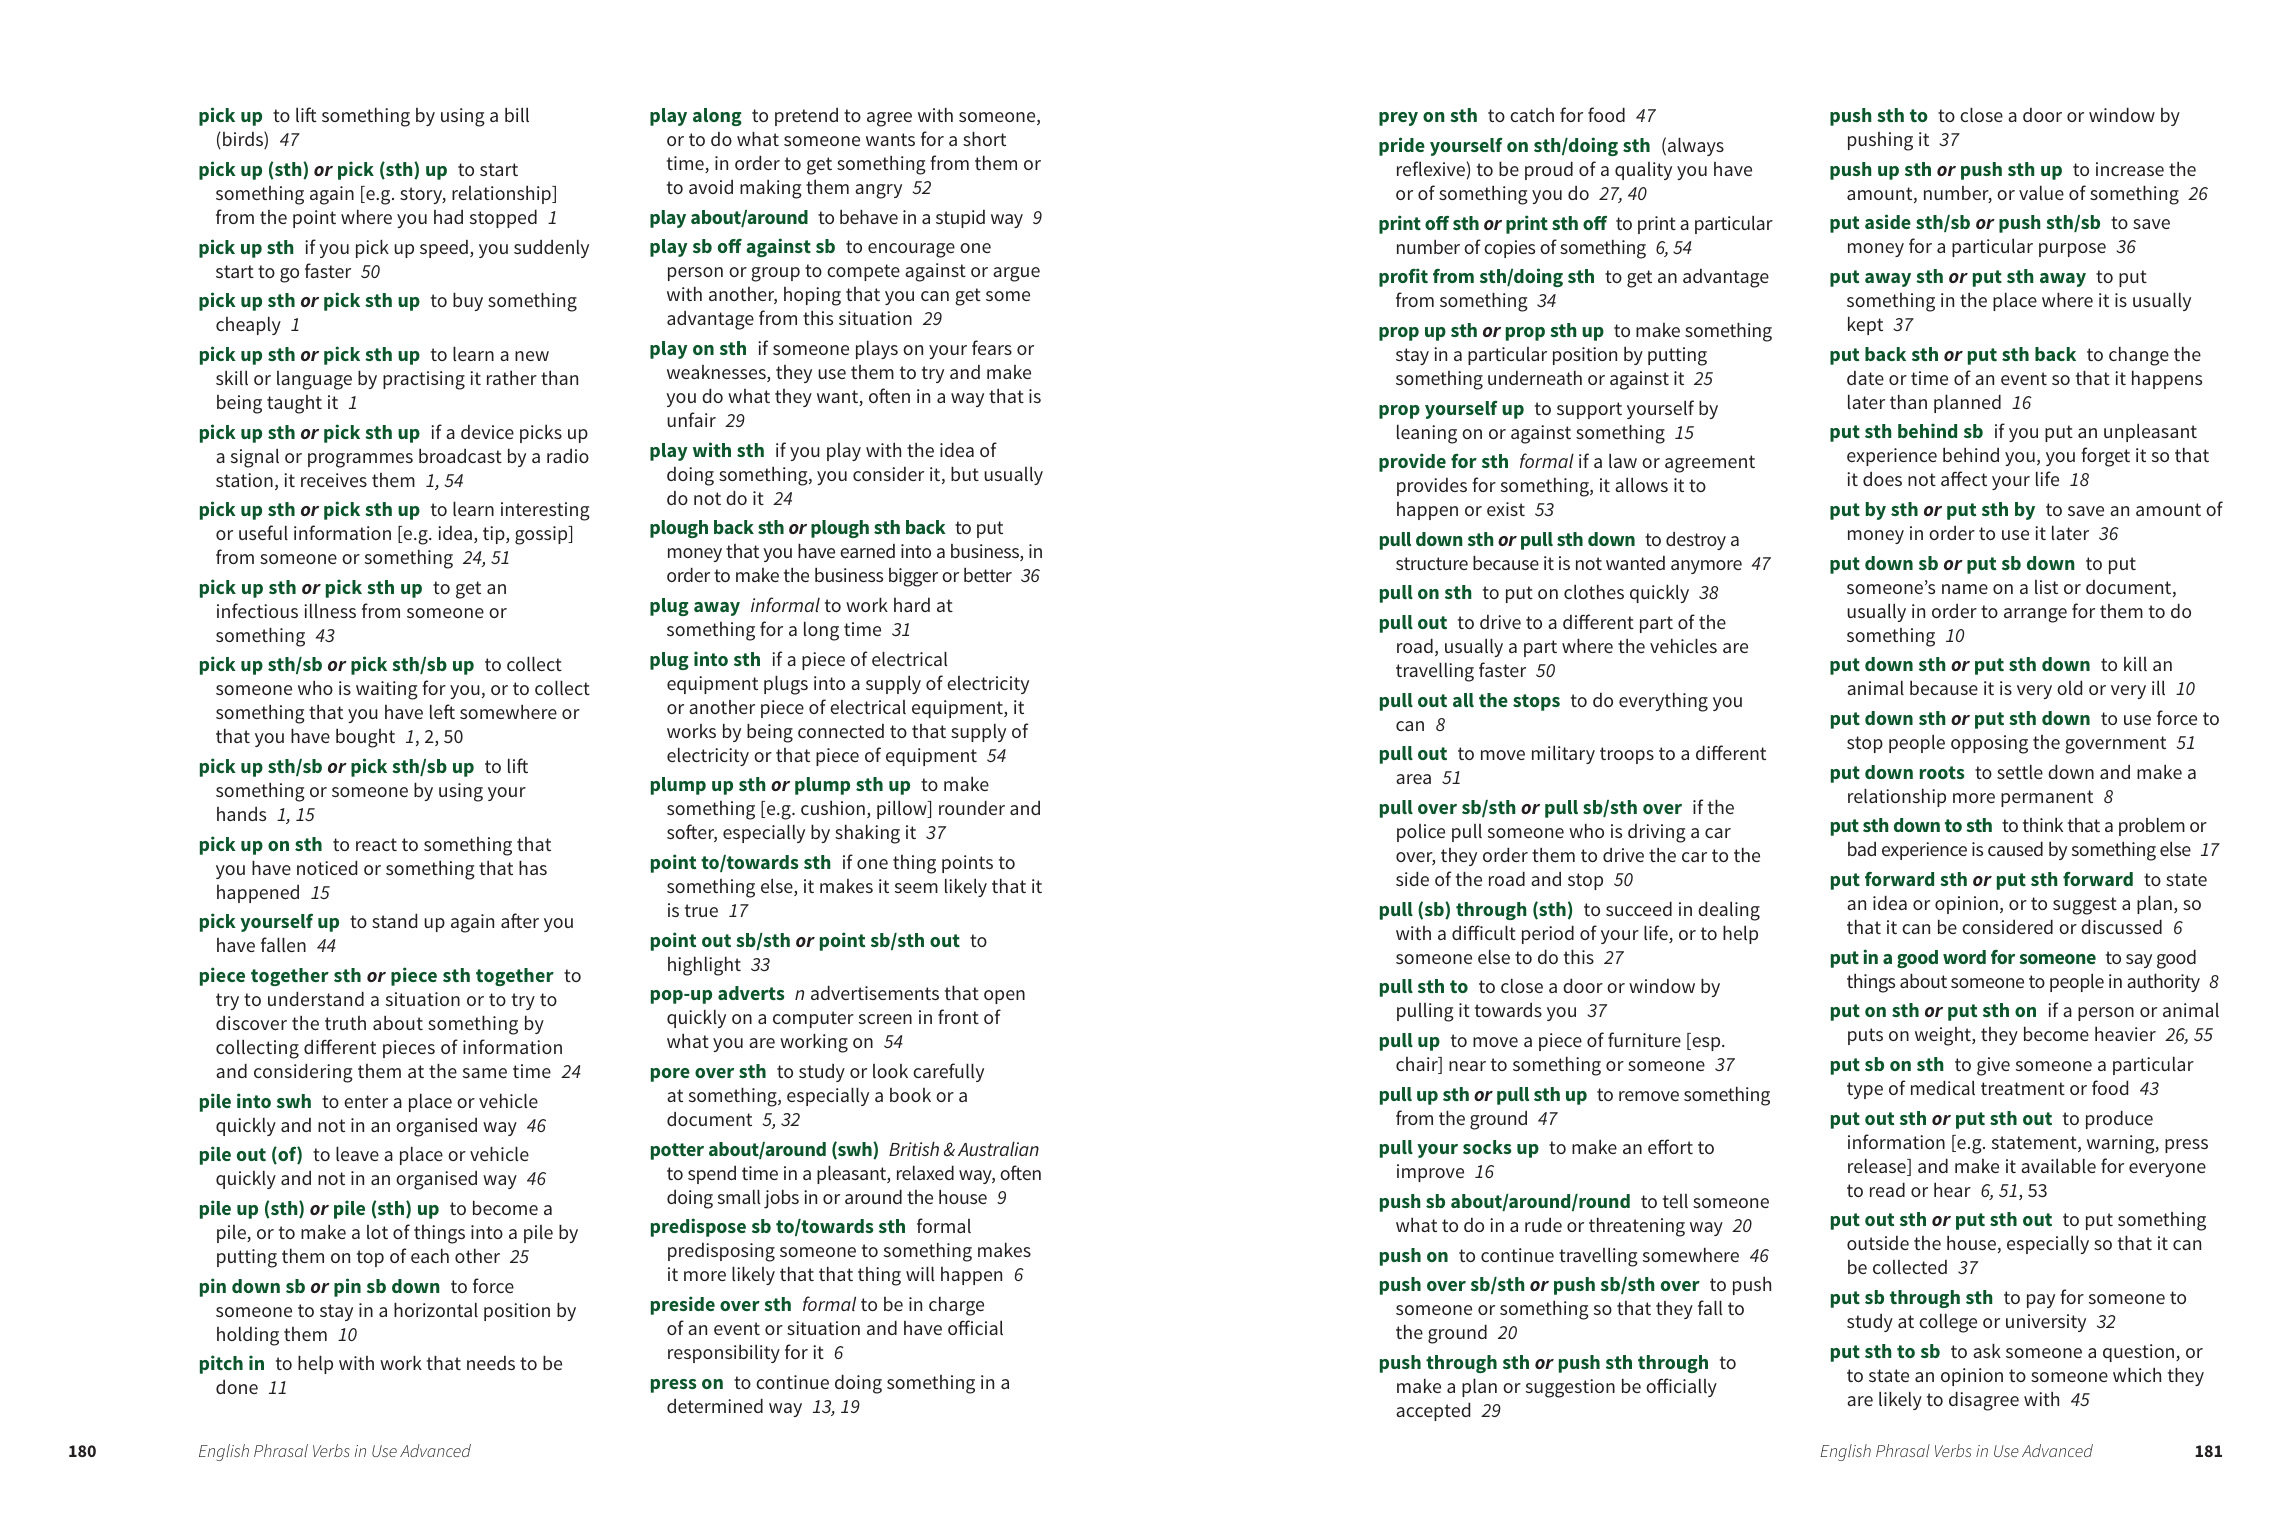 pick up  to lift something by using a bill
(birds)  47
pick up (sth) or pick (sth) up  to start
something again [e.g. story, relationship]
from the point where you had stopped  1
pick up sth  if you pick up speed, you suddenly
start to go faster  50
pick up sth or pick sth up  to buy something
cheaply  1
pick up sth or pick sth up  to learn a new
skill or language by practising it rather than
being taught it  1
pick up sth or pick sth up  if a device picks up
a signal or programmes broadcast by a radio
station, it receives them  1, 54
pick up sth or pick sth up  to learn interesting
or useful information [e.g. idea, tip, gossip]
from someone or something  24, 51
pick up sth or pick sth up  to get an
infectious illness from someone or
something  43
pick up sth/sb or pick sth/sb up  to collect
someone who is waiting for you, or to collect
something that you have left somewhere or
that you have bought  1, 2, 50
pick up sth/sb or pick sth/sb up  to lift
something or someone by using your
hands  1, 15
pick up on sth  to react to something that
you have noticed or something that has
happened  15
pick yourself up  to stand up again after you
have fallen  44
piece together sth or piece sth together  to
try to understand a situation or to try to
discover the truth about something by
collecting different pieces of information
and considering them at the same time  24
pile into swh  to enter a place or vehicle
quickly and not in an organised way  46
pile out (of)  to leave a place or vehicle
quickly and not in an organised way  46
pile up (sth) or pile (sth) up  to become a
pile, or to make a lot of things into a pile by
putting them on top of each other  25
pin down sb or pin sb down  to force
someone to stay in a horizontal position by
holding them  10
pitch in  to help with work that needs to be
done  11
play along  to pretend to agree with someone,
or to do what someone wants for a short
time, in order to get something from them or
to avoid making them angry  52
play about/around  to behave in a stupid way  9
play sb off against sb  to encourage one
person or group to compete against or argue
with another, hoping that you can get some
advantage from this situation  29
play on sth  if someone plays on your fears or
weaknesses, they use them to try and make
you do what they want, often in a way that is
unfair  29
play with sth  if you play with the idea of
doing something, you consider it, but usually
do not do it  24
plough back sth or plough sth back  to put
money that you have earned into a business, in
order to make the business bigger or better  36
plug away  informal to work hard at
something for a long time  31
plug into sth  if a piece of electrical
equipment plugs into a supply of electricity
or another piece of electrical equipment, it
works by being connected to that supply of
electricity or that piece of equipment  54
plump up sth or plump sth up  to make
something [e.g. cushion, pillow] rounder and
softer, especially by shaking it  37
point to/towards sth  if one thing points to
something else, it makes it seem likely that it
is true  17
point out sb/sth or point sb/sth out  to
highlight  33
pop-up adverts  n advertisements that open
quickly on a computer screen in front of
what you are working on  54
pore over sth  to study or look carefully
at something, especially a book or a
document  5, 32
potter about/around (swh)  British & Australian
to spend time in a pleasant, relaxed way, often
doing small jobs in or around the house  9
predispose sb to/towards sth  formal
predisposing someone to something makes
it more likely that that thing will happen  6
preside over sth  formal to be in charge
of an event or situation and have official
responsibility for it  6
press on  to continue doing something in a
determined way  13, 19
180  English Phrasal Verbs in Use Advanced
prey on sth  to catch for food  47
pride yourself on sth/doing sth  (always
reflexive) to be proud of a quality you have
or of something you do  27, 40
print off sth or print sth off  to print a particular
number of copies of something  6, 54
profit from sth/doing sth  to get an advantage
from something  34
prop up sth or prop sth up  to make something
stay in a particular position by putting
something underneath or against it  25
prop yourself up  to support yourself by
leaning on or against something  15
provide for sth  formal if a law or agreement
provides for something, it allows it to
happen or exist  53
pull down sth or pull sth down  to destroy a
structure because it is not wanted anymore  47
pull on sth  to put on clothes quickly  38
pull out  to drive to a different part of the
road, usually a part where the vehicles are
travelling faster  50
pull out all the stops  to do everything you
can  8
pull out  to move military troops to a different
area  51
pull over sb/sth or pull sb/sth over  if the
police pull someone who is driving a car
over, they order them to drive the car to the
side of the road and stop  50
pull (sb) through (sth)  to succeed in dealing
with a difficult period of your life, or to help
someone else to do this  27
pull sth to  to close a door or window by
pulling it towards you  37
pull up  to move a piece of furniture [esp.
chair] near to something or someone  37
pull up sth or pull sth up  to remove something
from the ground  47
pull your socks up  to make an effort to
improve  16
push sb about/around/round  to tell someone
what to do in a rude or threatening way  20
push on  to continue travelling somewhere  46
push over sb/sth or push sb/sth over  to push
someone or something so that they fall to
the ground  20
push through sth or push sth through  to
make a plan or suggestion be officially
accepted  29
push sth to  to close a door or window by
pushing it  37
push up sth or push sth up  to increase the
amount, number, or value of something  26
put aside sth/sb or push sth/sb  to save
money for a particular purpose  36
put away sth or put sth away  to put
something in the place where it is usually
kept  37
put back sth or put sth back  to change the
date or time of an event so that it happens
later than planned  16
put sth behind sb  if you put an unpleasant
experience behind you, you forget it so that
it does not affect your life  18
put by sth or put sth by  to save an amount of
money in order to use it later  36
put down sb or put sb down  to put
someone’s name on a list or document,
usually in order to arrange for them to do
something  10
put down sth or put sth down  to kill an
animal because it is very old or very ill  10
put down sth or put sth down  to use force to
stop people opposing the government  51
put down roots  to settle down and make a
relationship more permanent  8
put sth down to sth  to think that a problem or
bad experience is caused by something else  17
put forward sth or put sth forward  to state
an idea or opinion, or to suggest a plan, so
that it can be considered or discussed  6
put in a good word for someone  to say good
things about someone to people in authority  8
put on sth or put sth on  if a person or animal
puts on weight, they become heavier  26, 55
put sb on sth  to give someone a particular
type of medical treatment or food  43
put out sth or put sth out  to produce
information [e.g. statement, warning, press
release] and make it available for everyone
to read or hear  6, 51, 53
put out sth or put sth out  to put something
outside the house, especially so that it can
be collected  37
put sb through sth  to pay for someone to
study at college or university  32
put sth to sb  to ask someone a question, or
to state an opinion to someone which they
are likely to disagree with  45
English Phrasal Verbs in Use Advanced  181